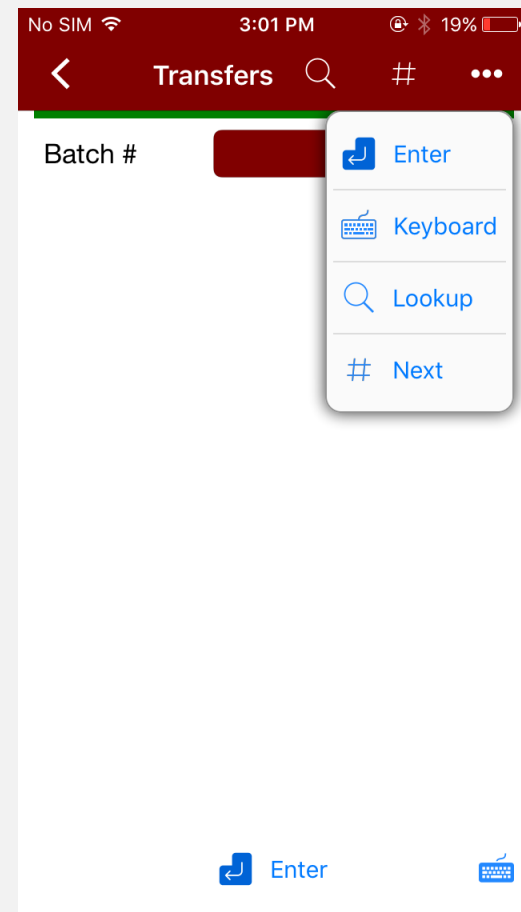 No SIM 3:01 PM 19%
Transfers #
Batch #
Enter
Keyboard
Lookup
# Next
Enter